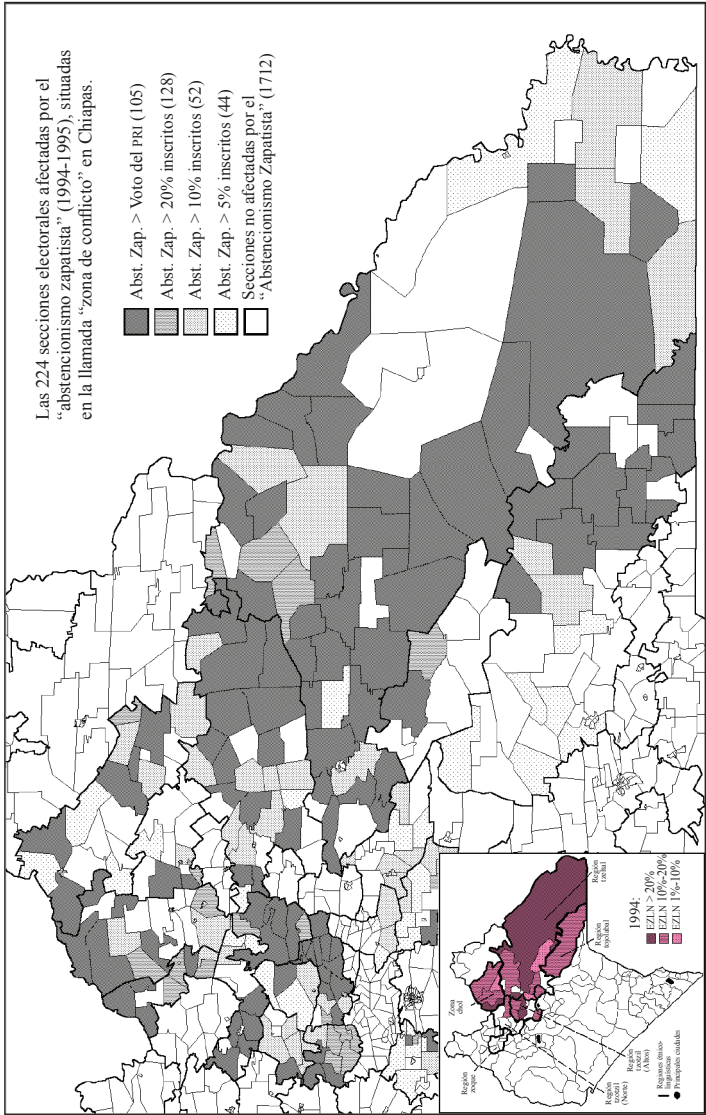 Las 224 secciones electorales afectadas por el
“abstencionismo zapatista” (1994-1995), situadas
en la llamada “zona de conflicto” en Chiapas.
Abst. Zap. > Voto del PRI (105)
Abst. Zap. > 20% inscritos (128)
Abst. Zap. > 10% inscritos (52)
Abst. Zap. > 5% inscritos (44)
Secciones no afectadas por el
“Abstencionismo Zapatista” (1712)
Región
zoque
Zona
chol
Región
tzotzil
(Norte)
Región
tzotzil
(Altos)
Región
tojolabal
Región
tzeltal
1994:
EZLN > 20%
EZLN 10%-20%
EZLN 1%-10%
Regiones étnico-
lingüísticas
Principales ciudades